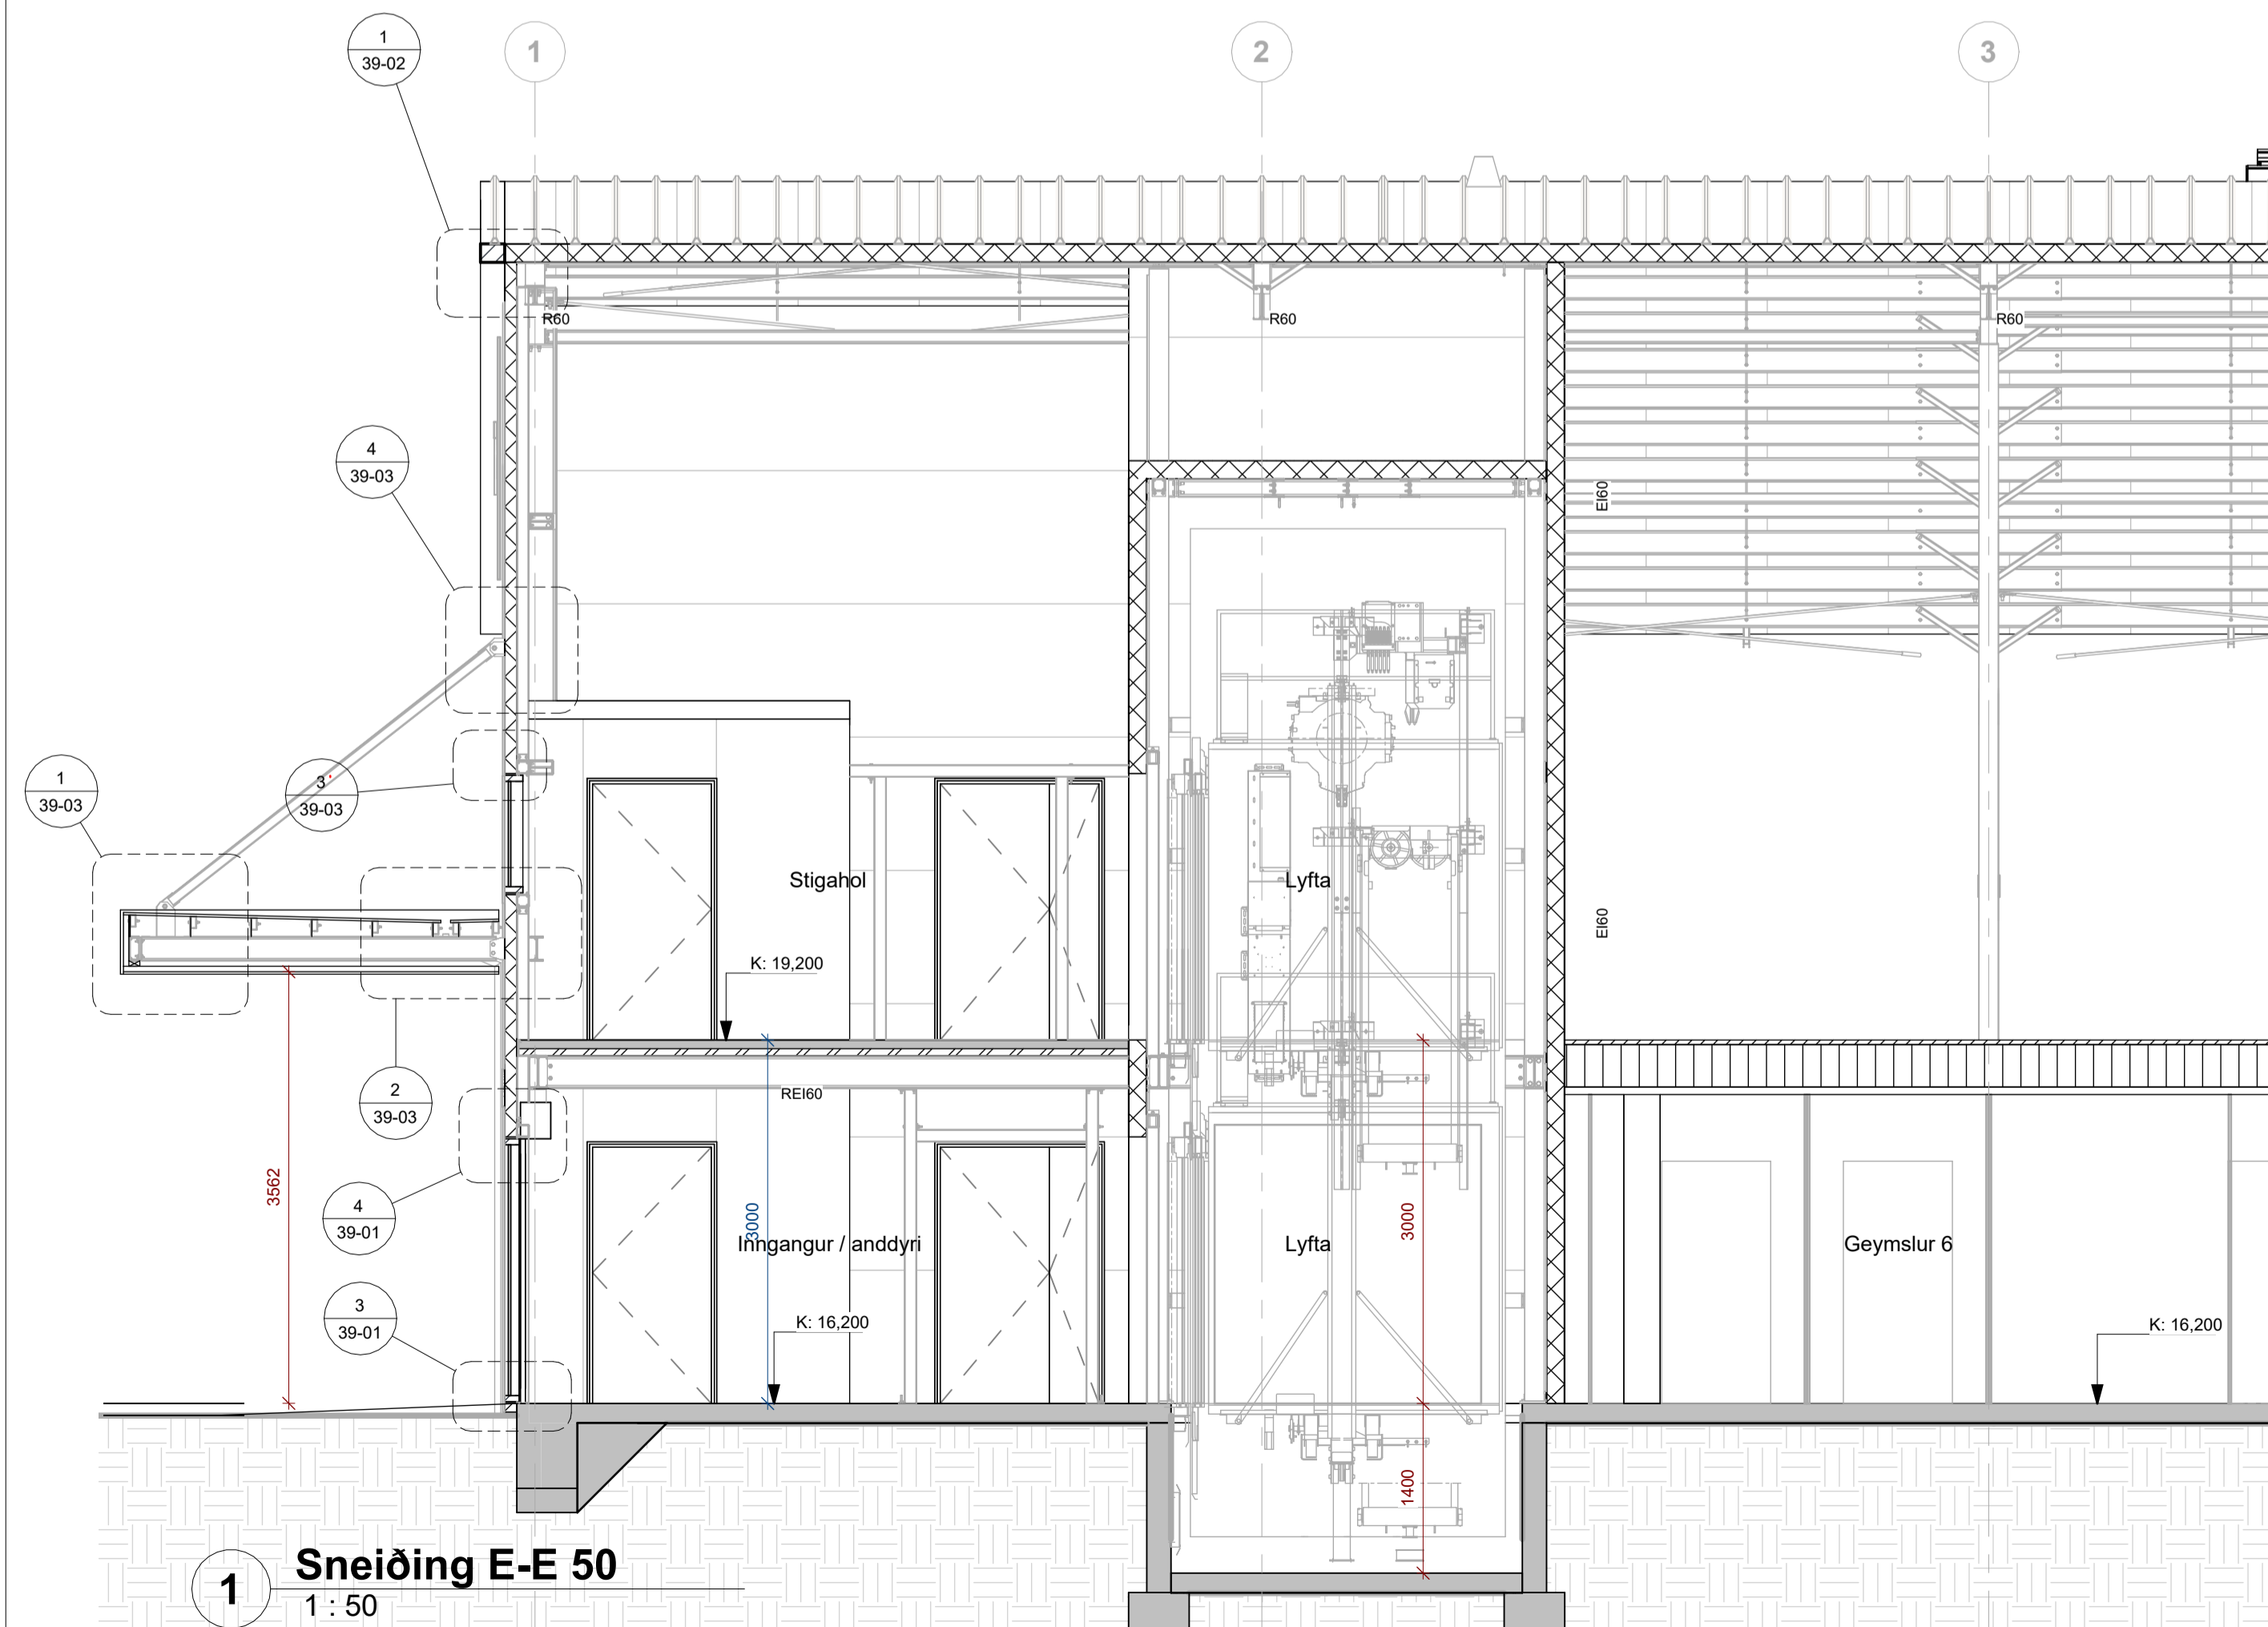 1
39-02
1
2
3
R60
R60
R60
4
39-03
EI60
1
39-03
3
39-03
Stigahol
Lyfta
EI60
K: 19,200
2
39-03
REI60
3562
4
39-01
3000
Inngangur / anddyri
Lyfta
3000
Geymslur 6
3
39-01
K: 16,200
K: 16,200
1400
1
Sneiðing E-E 50
1 : 50